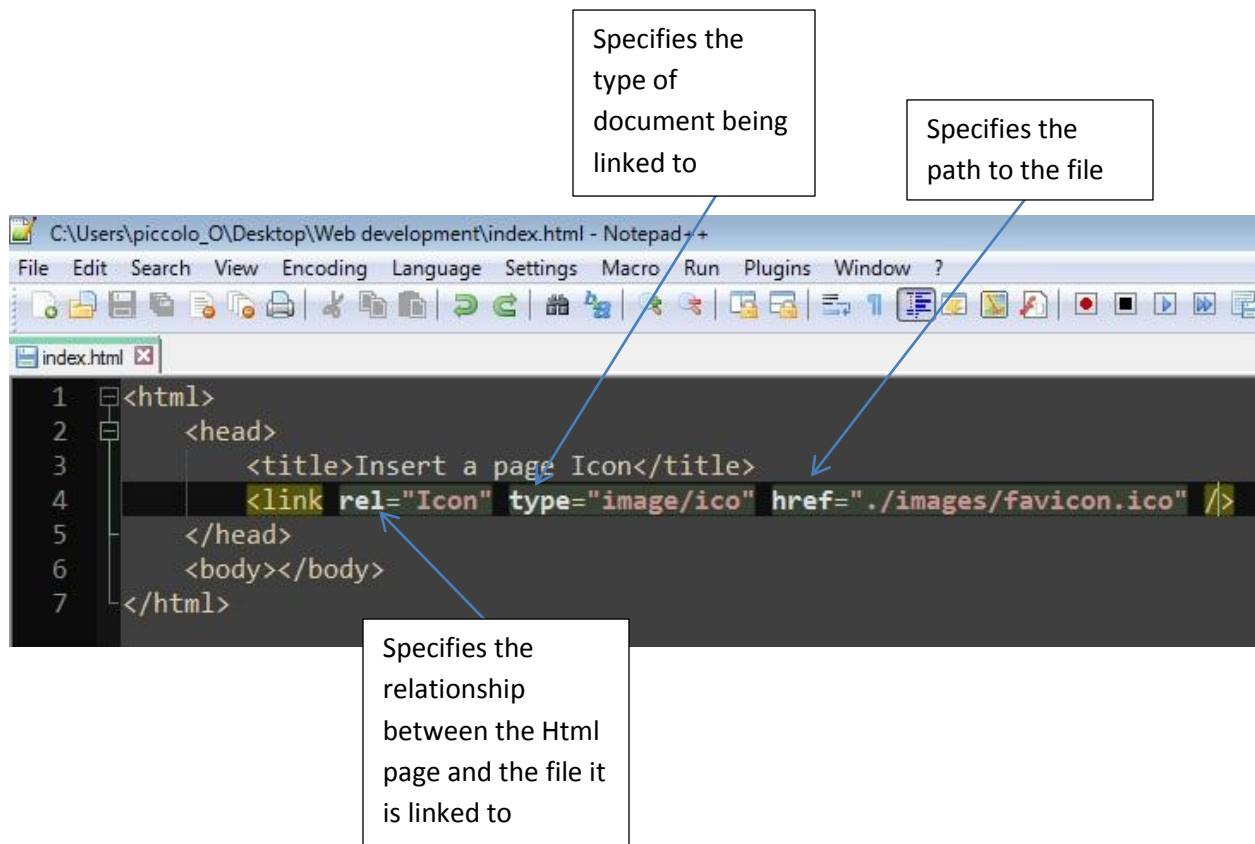 Specifies the
type of
document being
linked to
Specifies the
path to the file
C:\Users\piccolo_O\Desktop\Web development\index.html - Notepad++
File Edit Search View Encoding Language Settings Macro Run Plugins Window ?
index.html
1 <html>
2 <head>
3 <title>Insert a page Icon</title>
4 <link rel="Icon" type="image/ico" href="./images/favicon.ico" />
5 </head>
6 <body></body>
7 </html>
Specifies the
relationship
between the Html
page and the file it
is linked to